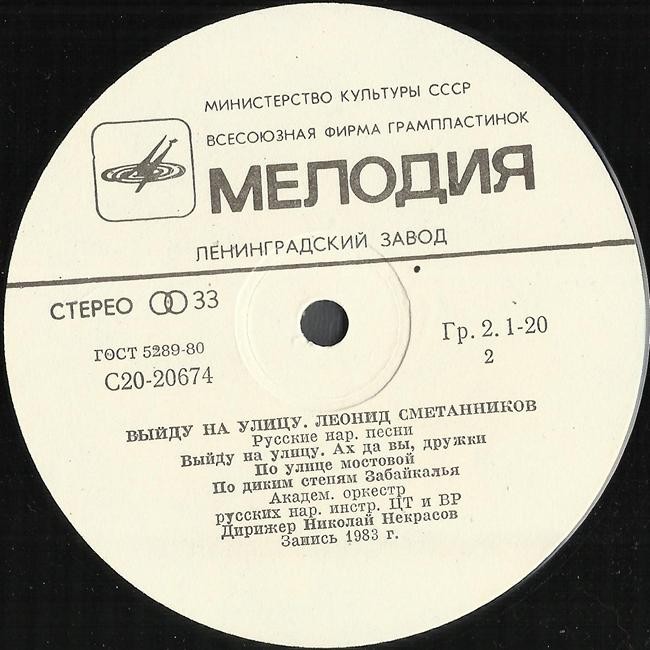 МИНИСТЕРСТВО КУЛЬТУРЫ СССР
ВСЕСОЮЗНАЯ ФИРМА ГРАМПЛАСТИНОК
МЕЛОДИЯ
ЛЕНИНГРАДСКИЙ ЗАВОД
СТЕРЕО 33
ГОСТ 5289-80
С20-20674
Гр. 2. 1-20
2
ВЫЙДУ НА УЛИЦУ. ЛЕОНИД СМЕТАННИКОВ
Русские нар. песни
Выйду на улицу. Ах да вы, дружки
По улице мостовой
По диким степям Забайкалья
Академ. оркестр
русских нар. инстр. ЦТ и ВР
Дирижер Николай Некрасов
Запись 1983 г.